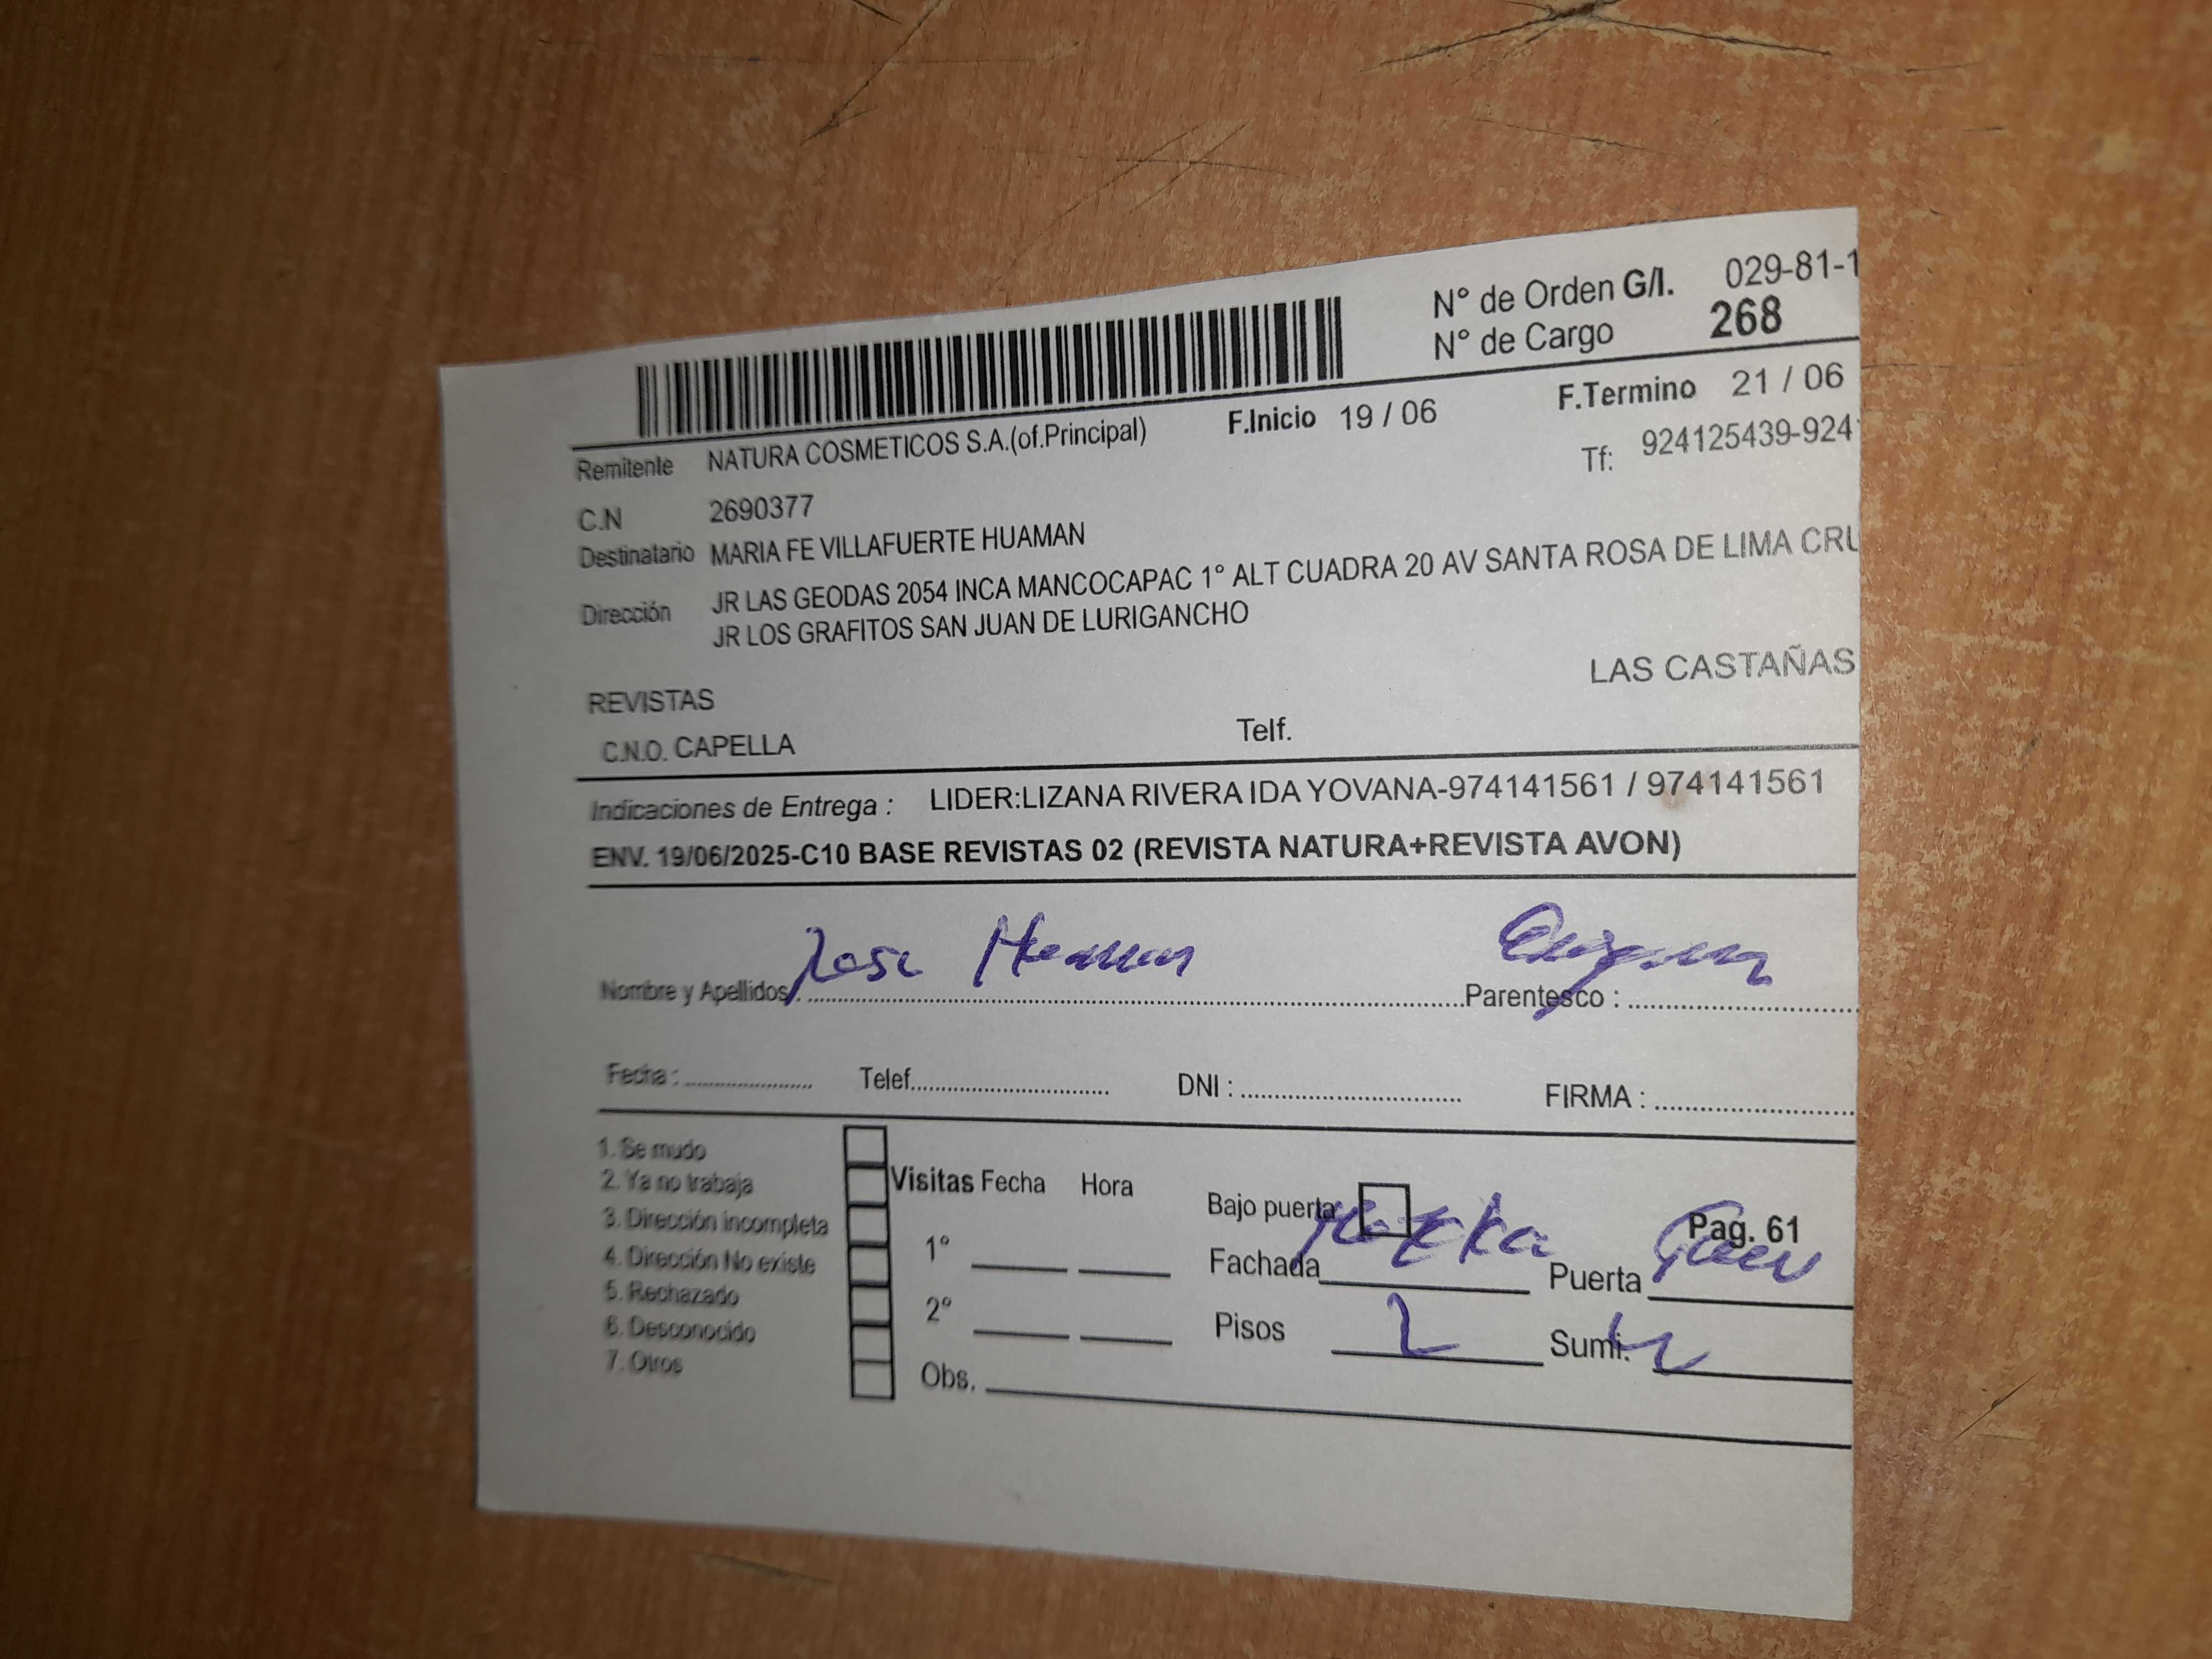 N° de Orden G/I. 029-81-1
N° de Cargo 268
F.Inicio 19 / 06 F.Termino 21 / 06
Remitente NATURA COSMETICOS S.A.(of.Principal) Tf: 924125439-924
C.N 2690377
Destinatario MARIA FE VILLAFUERTE HUAMAN
Dirección JR LAS GEODAS 2054 INCA MANCOCAPAC 1° ALT CUADRA 20 AV SANTA ROSA DE LIMA CRU
JR LOS GRAFITOS SAN JUAN DE LURIGANCHO
LAS CASTAÑAS
REVISTAS
C.N.O. CAPELLA Telf.
Indicaciones de Entrega : LIDER:LIZANA RIVERA IDA YOVANA-974141561 / 974141561
ENV. 19/06/2025-C10 BASE REVISTAS 02 (REVISTA NATURA+REVISTA AVON)
Nombre y Apellidos: Jose Parentesco :
Fecha : Telef. DNI : FIRMA :
1. Se mudo
2. Ya no trabaja
3. Dirección incompleta
4. Dirección No existe
5. Rechazado
6. Desconocido
7. Otros
Visitas Fecha Hora
1°
2°
Obs.
Bajo puerta Pag. 61
Fachada Puerta
Pisos 2 Sumi.